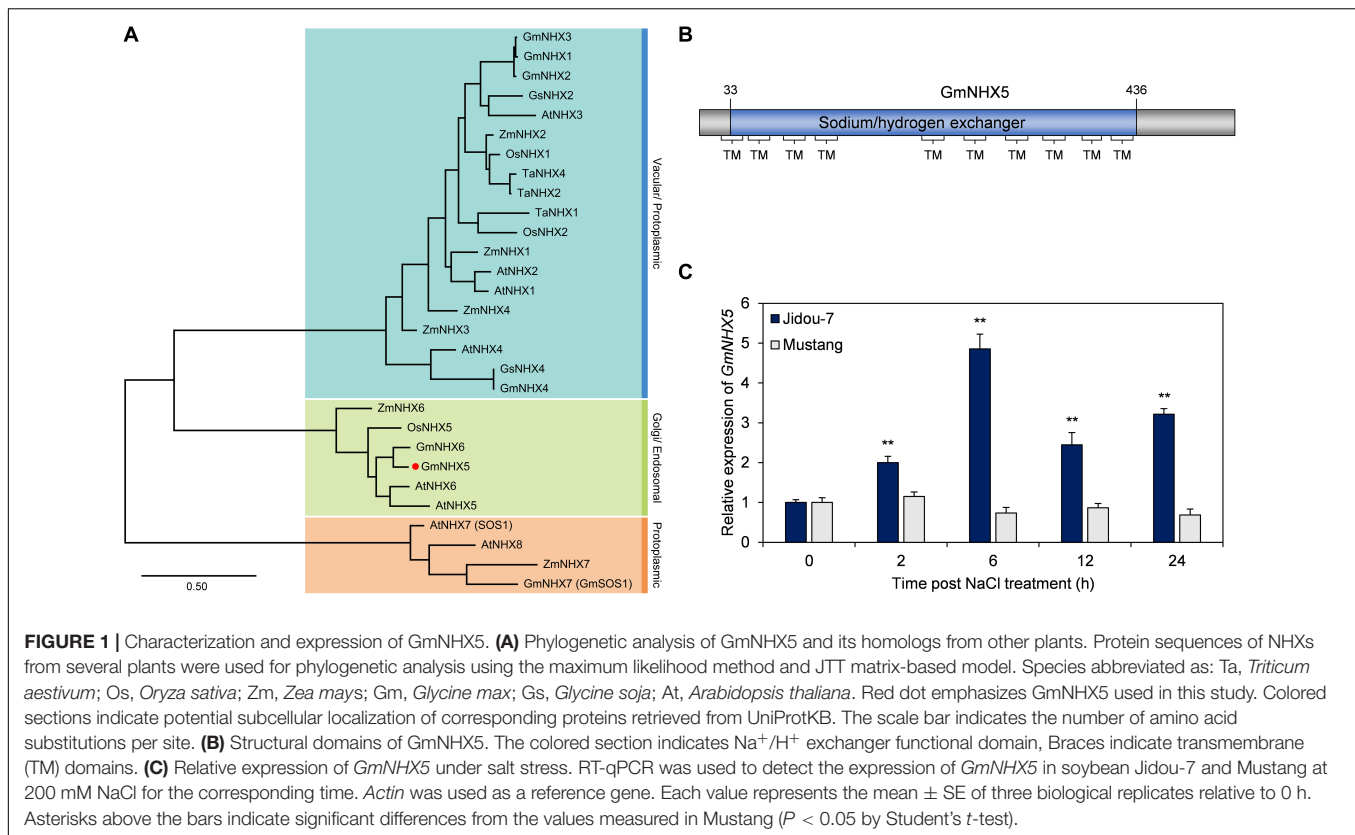 A
GmNHX3
GmNHX1
GmNHX2
GsNHX2
AtNHX3
ZmNHX2
OsNHX1
TaNHX4
TaNHX2
TaNHX1
OsNHX2
ZmNHX1
AtNHX2
AtNHX1
ZmNHX4
ZmNHX3
AtNHX4
GsNHX4
GmNHX4
Vacular/ Protoplasmic
ZmNHX6
OsNHX5
GmNHX6
GmNHX5
AtNHX6
AtNHX5
Golgi/ Endosomal
AtNHX7 (SOS1)
AtNHX8
ZmNHX7
GmNHX7 (GmSOS1)
Protoplasmic
0.50
B
33 GmNHX5 436
Sodium/hydrogen exchanger
TM TM TM TM TM TM TM TM TM TM
C
Relative expression of GmNHX5
6
5
4
3
2
1
0
Jidou-7
Mustang
** ** ** **
0 2 6 12 24
Time post NaCl treatment (h)
FIGURE 1 | Characterization and expression of GmNHX5. (A) Phylogenetic analysis of GmNHX5 and its homologs from other plants. Protein sequences of NHXs
from several plants were used for phylogenetic analysis using the maximum likelihood method and JTT matrix-based model. Species abbreviated as: Ta, Triticum
aestivum; Os, Oryza sativa; Zm, Zea mays; Gm, Glycine max; Gs, Glycine soja; At, Arabidopsis thaliana. Red dot emphasizes GmNHX5 used in this study. Colored
sections indicate potential subcellular localization of corresponding proteins retrieved from UniProtKB. The scale bar indicates the number of amino acid
substitutions per site. (B) Structural domains of GmNHX5. The colored section indicates Na⁺/H⁺ exchanger functional domain, Braces indicate transmembrane
(TM) domains. (C) Relative expression of GmNHX5 under salt stress. RT-qPCR was used to detect the expression of GmNHX5 in soybean Jidou-7 and Mustang at
200 mM NaCl for the corresponding time. Actin was used as a reference gene. Each value represents the mean ± SE of three biological replicates relative to 0 h.
Asterisks above the bars indicate significant differences from the values measured in Mustang (P < 0.05 by Student's t-test).